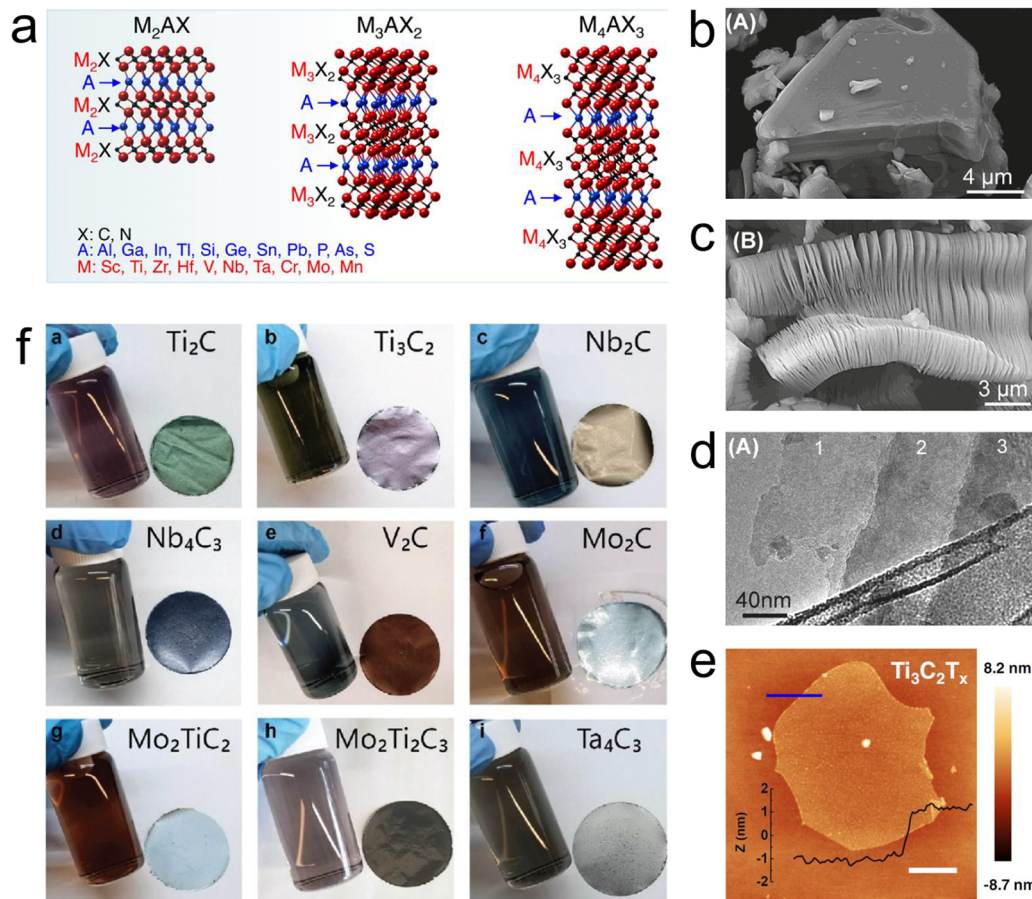 a
M₂AX
M₃AX₂
M₄AX₃
M₂X
A
M₂X
A
M₂X
M₃X₂
A
M₃X₂
A
M₃X₂
M₄X₃
A
M₄X₃
A
M₄X₃
X: C, N
A: Al, Ga, In, Tl, Si, Ge, Sn, Pb, P, As, S
M: Sc, Ti, Zr, Hf, V, Nb, Ta, Cr, Mo, Mn
b (A)
4 μm
c (B)
3 μm
d (A)
1 2 3
40nm
e
Ti₃C₂Tₓ
8.2 nm
-8.7 nm
Z (nm)
2
1
0
-1
-2
f
a Ti₂C
b Ti₃C₂
c Nb₂C
d Nb₄C₃
e V₂C
f Mo₂C
g Mo₂TiC₂
h Mo₂Ti₂C₃
i Ta₄C₃